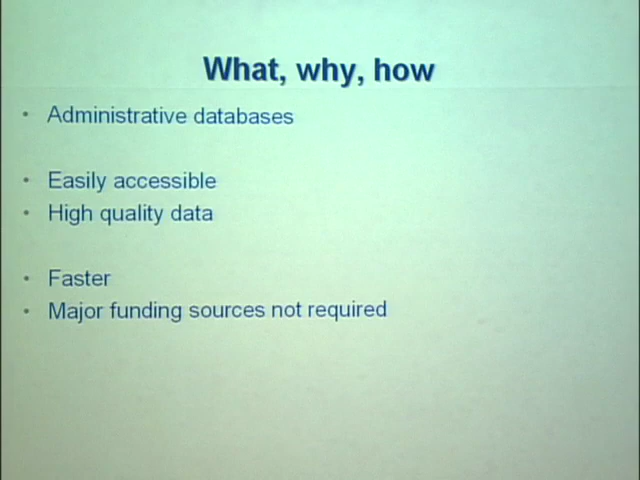 What, why, how
• Administrative databases
• Easily accessible
• High quality data
• Faster
• Major funding sources not required